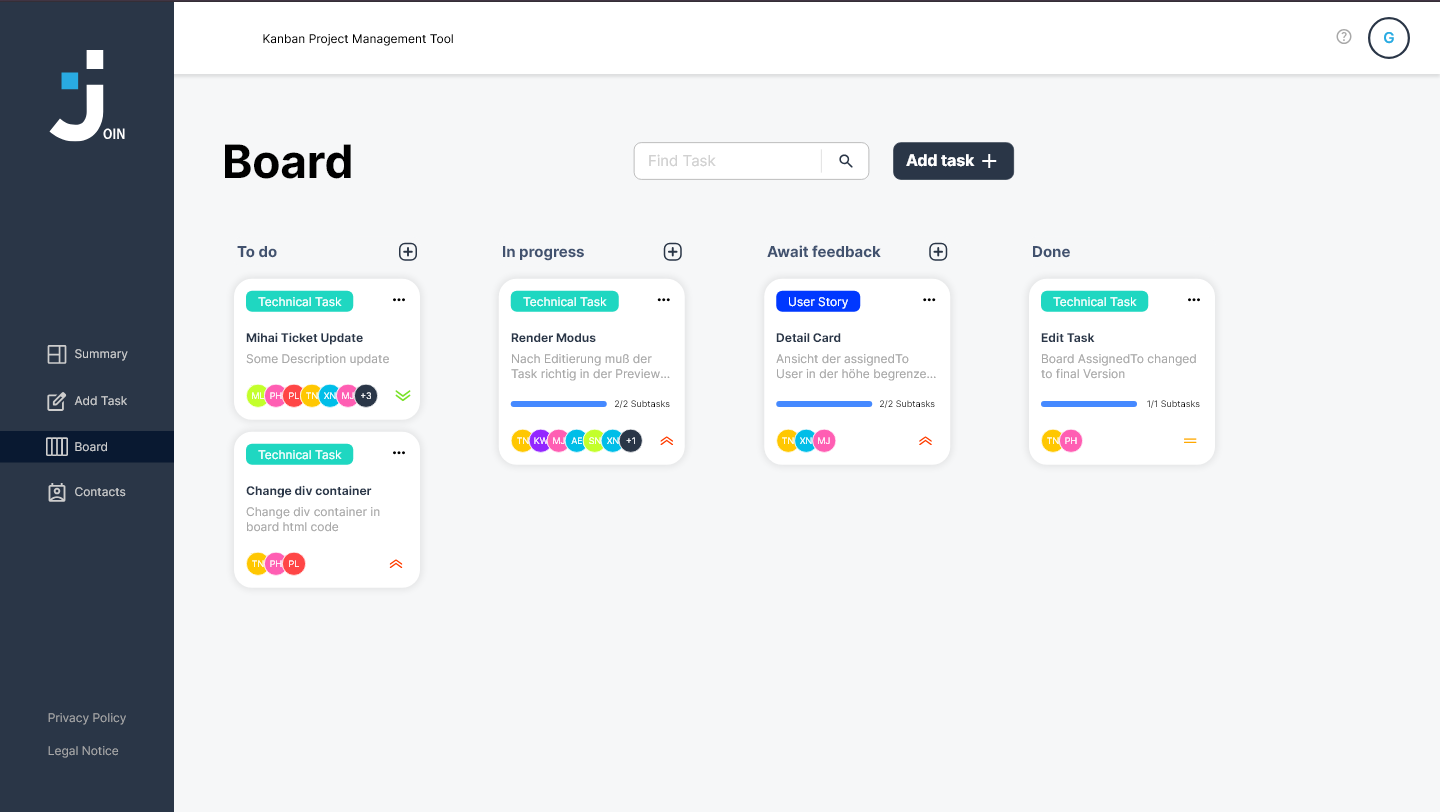 Kanban Project Management Tool
G
JOIN
Summary
Add Task
Board
Contacts
Privacy Policy
Legal Notice
Board
Find Task
Add task
To do
Technical Task
Mihai Ticket Update
Some Description update
ML PH PL TN XN MJ +3
Technical Task
Change div container
Change div container in
board html code
TN PH PL
In progress
Technical Task
Render Modus
Nach Editierung muß der
Task richtig in der Preview...
2/2 Subtasks
TN KW MJ AE SN XN +1
Await feedback
User Story
Detail Card
Ansicht der assignedTo
User in der höhe begrenze...
2/2 Subtasks
TN XN MJ
Done
Technical Task
Edit Task
Board AssignedTo changed
to final Version
1/1 Subtasks
TN PH